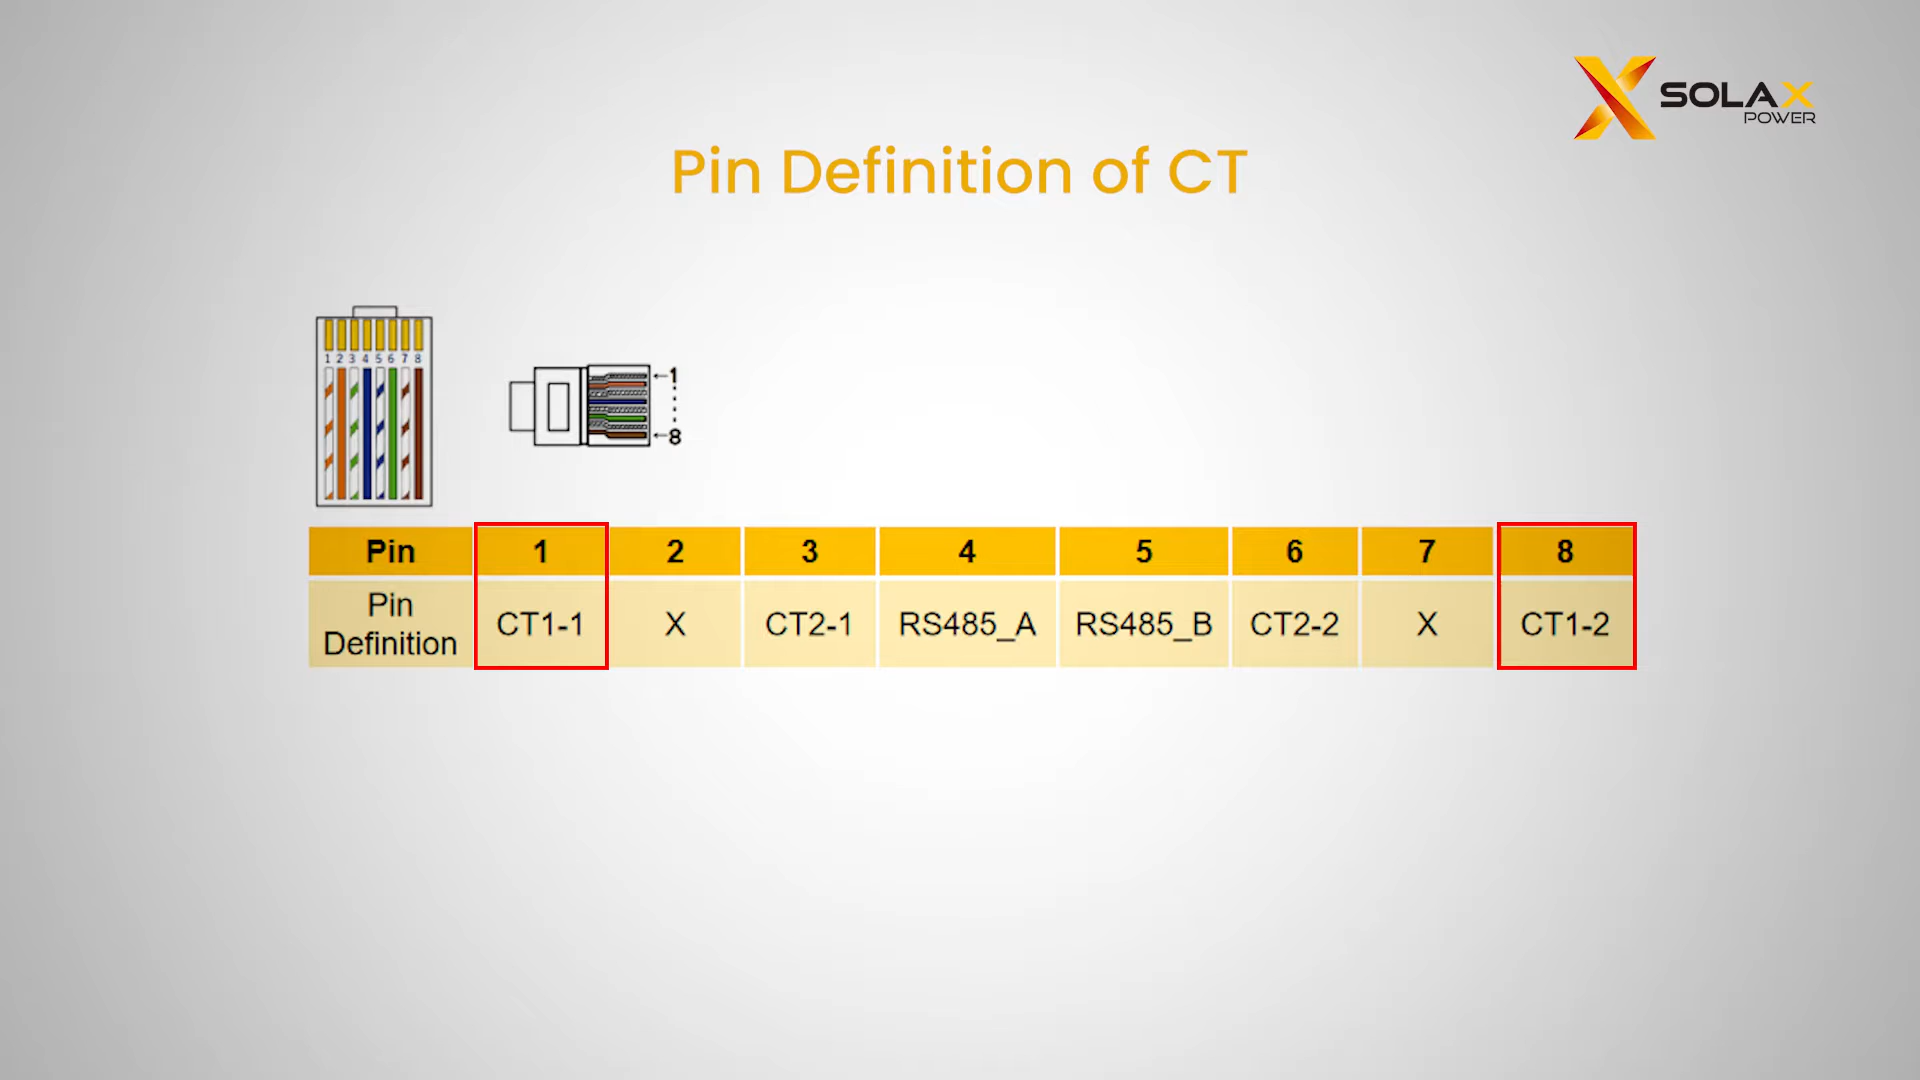 SOLAX
POWER
Pin Definition of CT
1 2 3 4 5 6 7 8
1
8
Pin 1 2 3 4 5 6 7 8
Pin Definition CT1-1 X CT2-1 RS485_A RS485_B CT2-2 X CT1-2